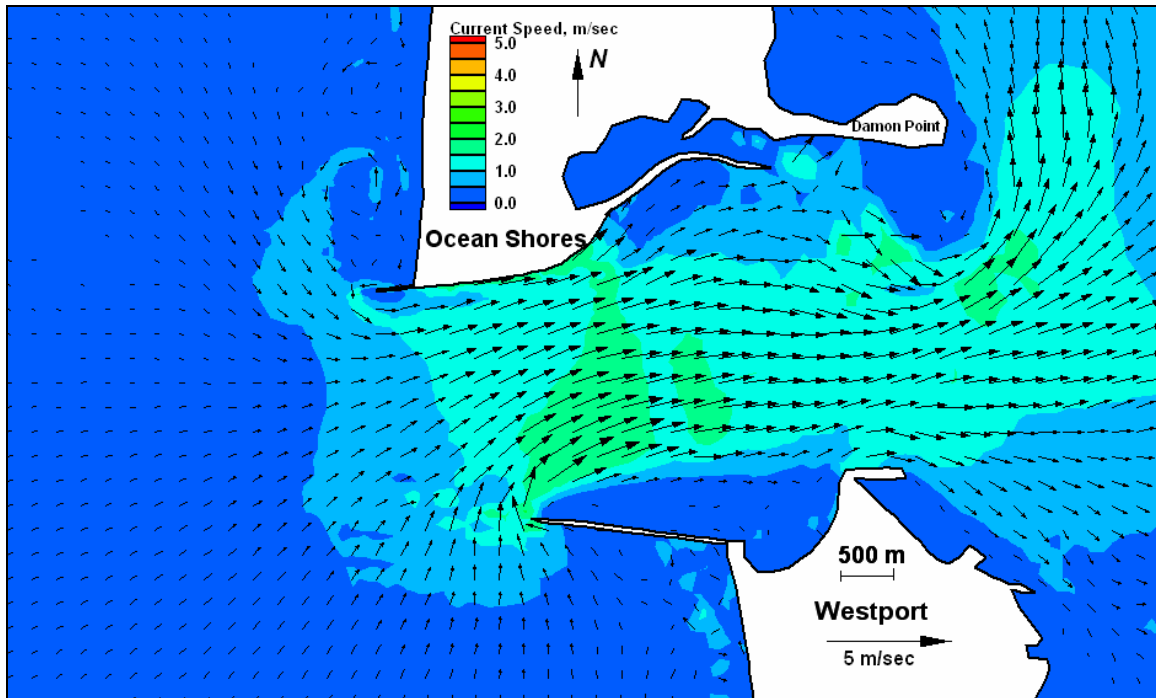 Current Speed, m/sec
5.0
4.0
3.0
2.0
1.0
0.0
N
Damon Point
Ocean Shores
500 m
Westport
5 m/sec